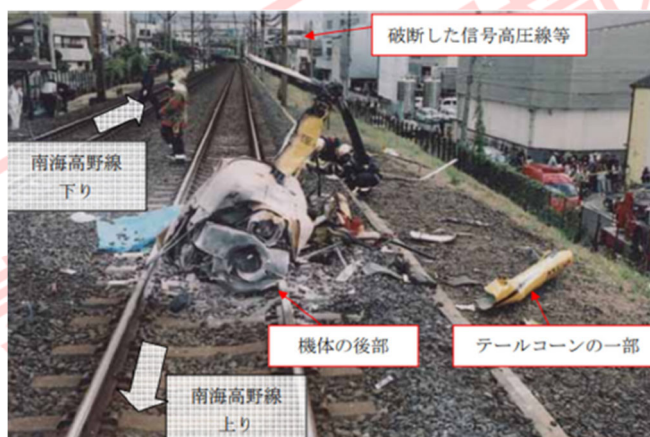 破断した信号高圧線等
南海高野線
下り
機体の後部
テールコーンの一部
南海高野線
上り